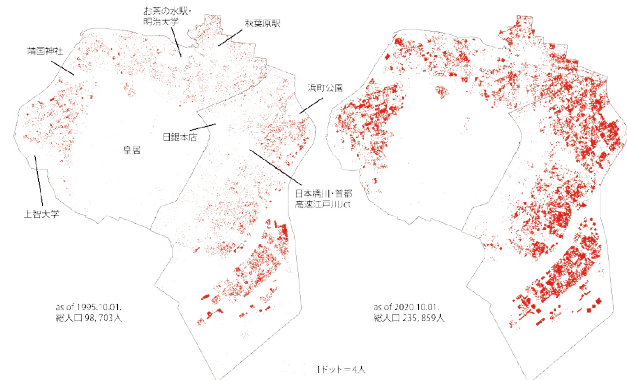 お茶の水駅・
明治大学
秋葉原駅
靖国神社
浜町公園
日銀本店
皇居
日本橋川・首都
高速江戸川Jct
上智大学
as of 1995.10.01.
総人口 98,703人
as of 2020.10.01.
総人口 235,859人
1ドット=4人